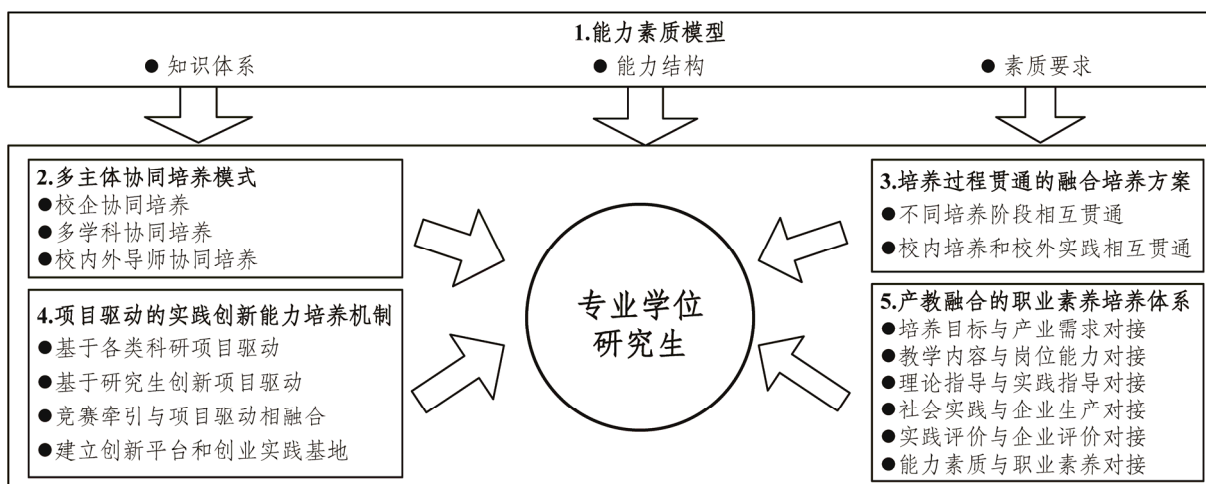 1.能力素质模型
●知识体系
●能力结构
●素质要求
2.多主体协同培养模式
●校企协同培养
●多学科协同培养
●校内外导师协同培养
3.培养过程贯通的融合培养方案
●不同培养阶段相互贯通
●校内培养和校外实践相互贯通
专业学位
研究生
4.项目驱动的实践创新能力培养机制
●基于各类科研项目驱动
●基于研究生创新项目驱动
●竞赛牵引与项目驱动相融合
●建立创新平台和创业实践基地
5.产教融合的职业素养培养体系
●培养目标与产业需求对接
●教学内容与岗位能力对接
●理论指导与实践指导对接
●社会实践与企业生产对接
●实践评价与企业评价对接
●能力素质与职业素养对接